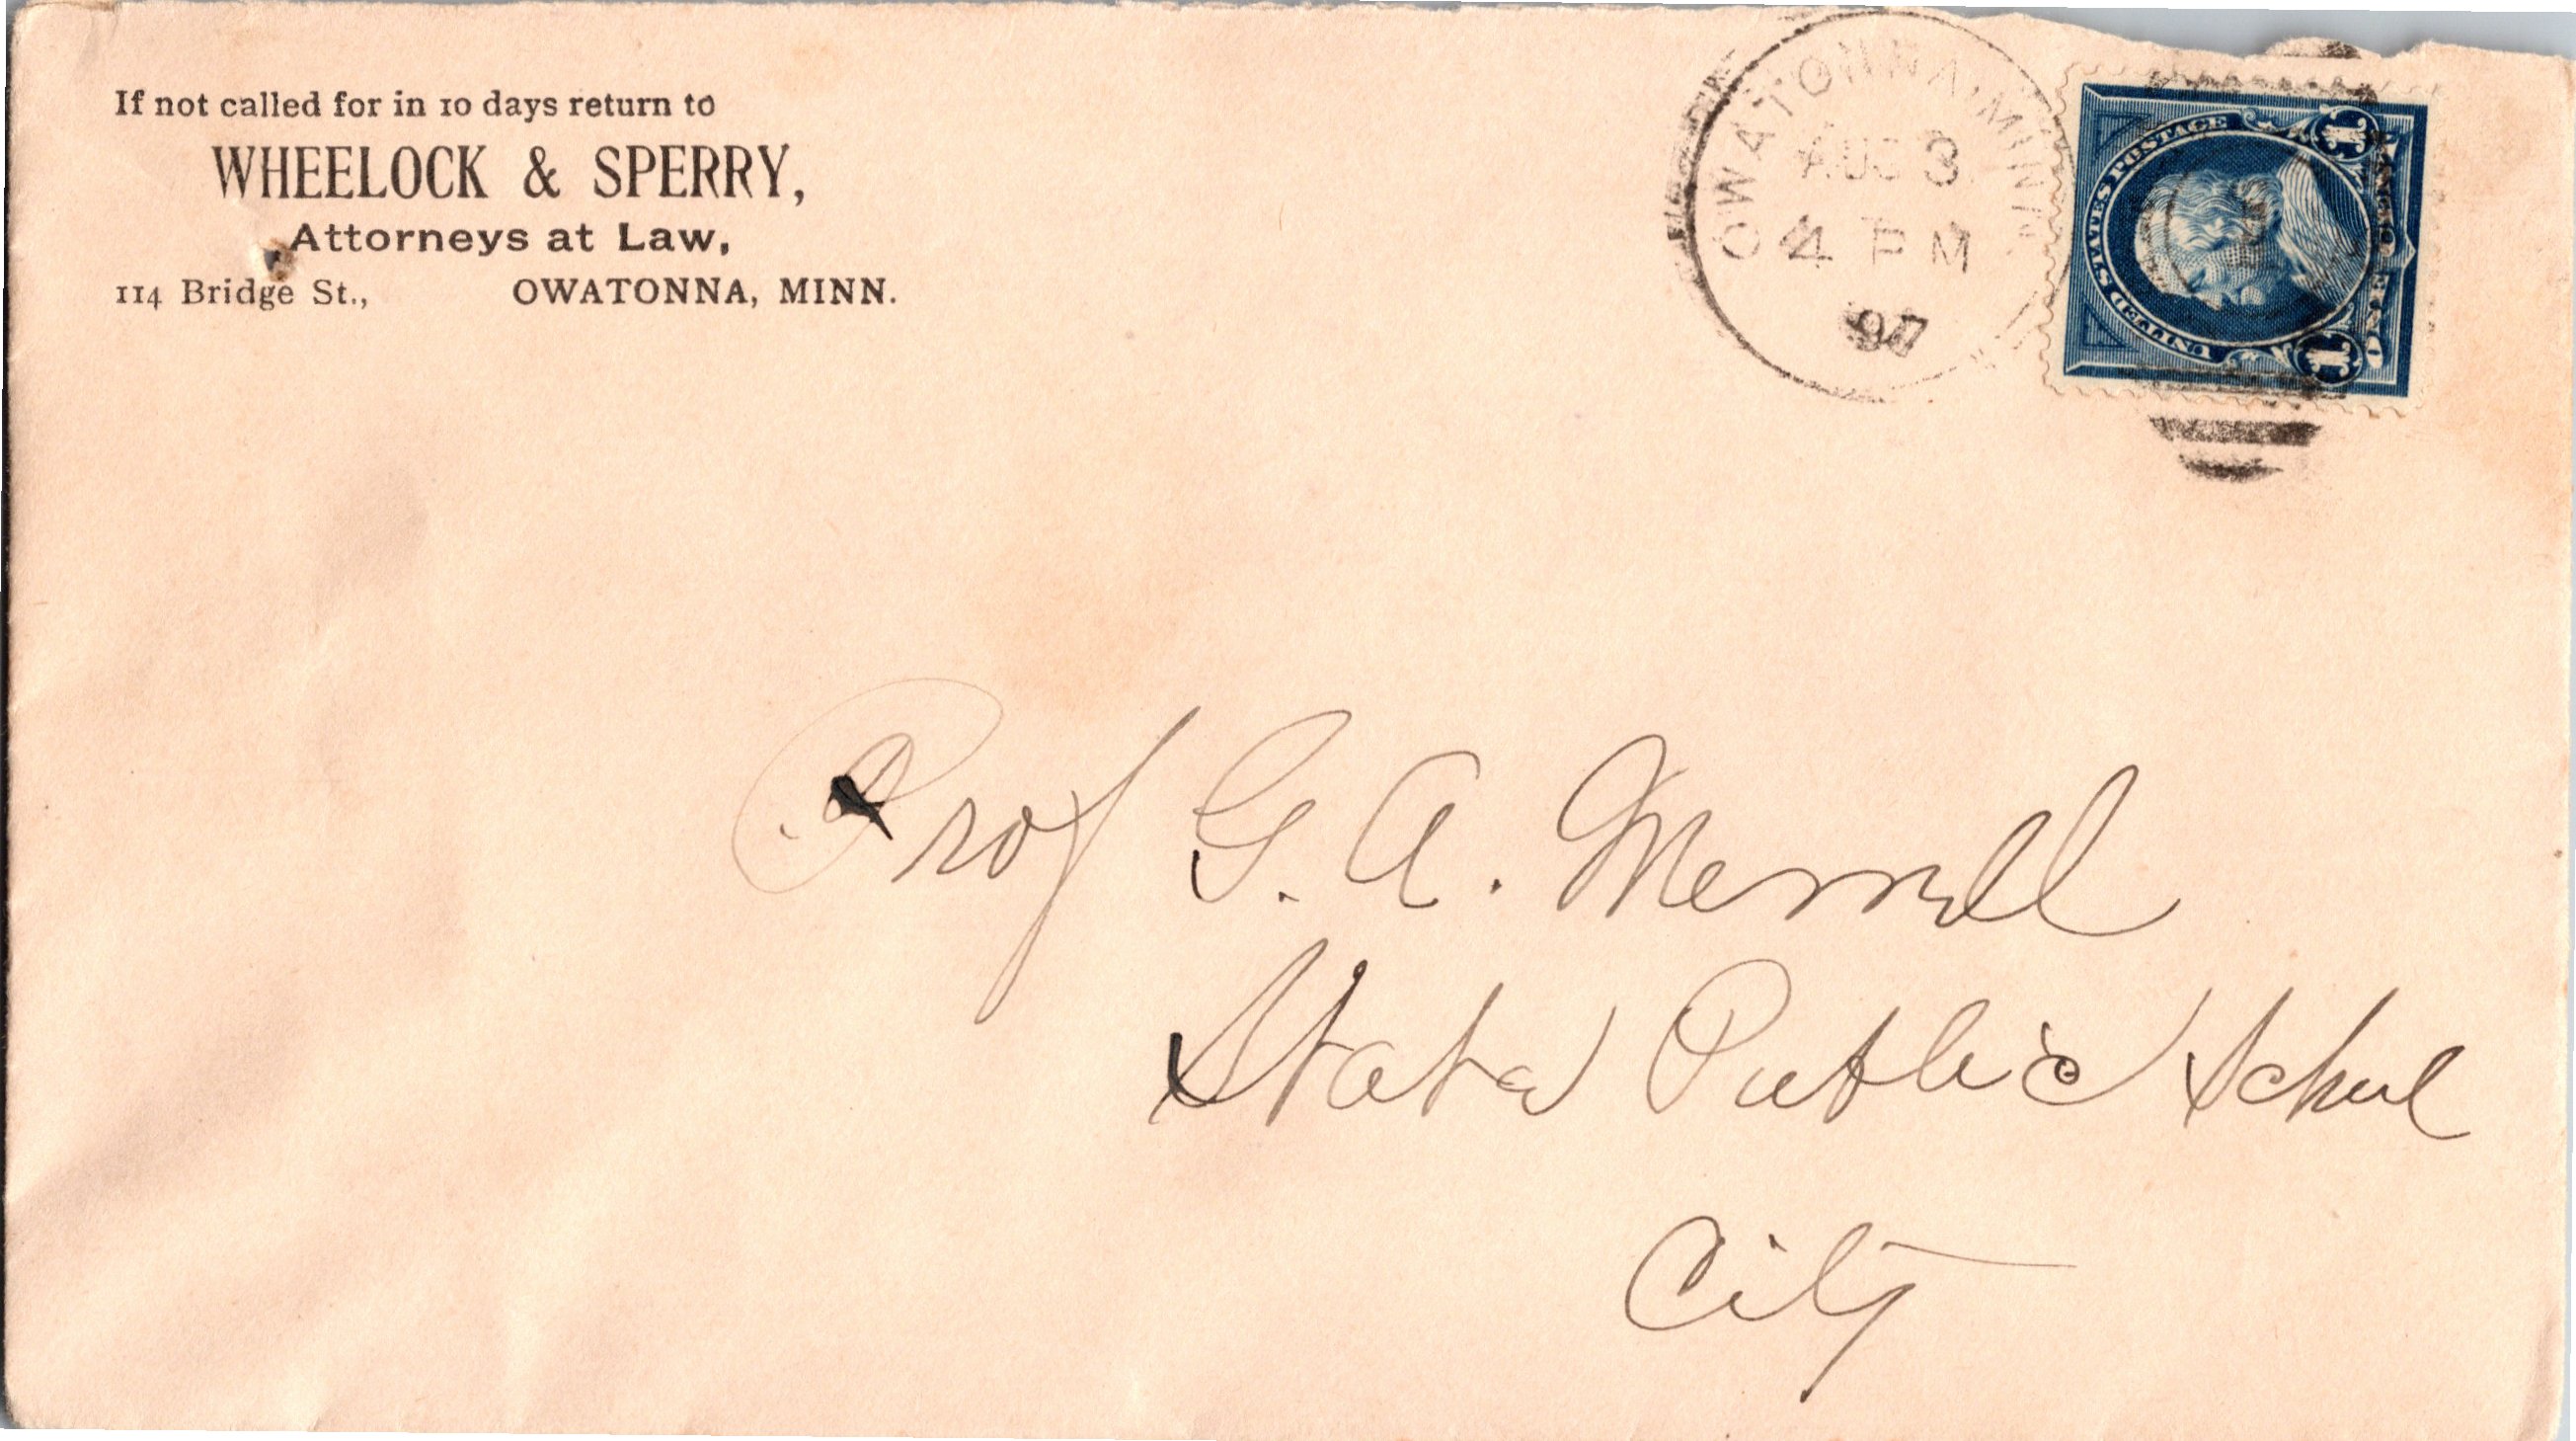 If not called for in 10 days return to
WHEELOCK & SPERRY,
Attorneys at Law,
114 Bridge St., OWATONNA, MINN.
OWATONNA, MINN.
AUG 3
4 PM
97
UNITED STATES POSTAGE
1 1
ONE CENT
Prof G. A. Merrill
State Public School
City